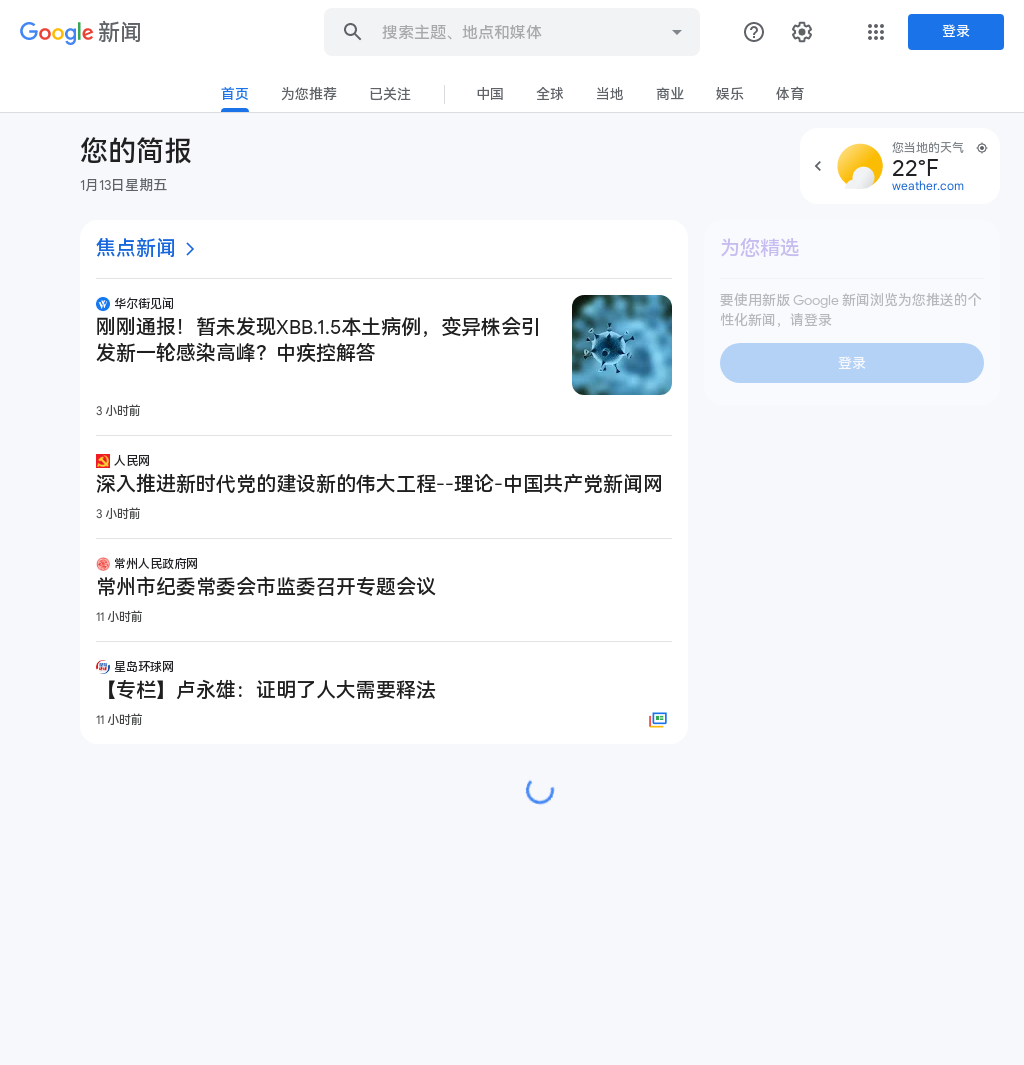 Google 新闻
搜索主题、地点和媒体
登录
首页
为您推荐
已关注
中国
全球
当地
商业
娱乐
体育
您的简报
1月13日星期五
您当地的天气
22°F
weather.com
焦点新闻
华尔街见闻
刚刚通报！暂未发现XBB.1.5本土病例，变异株会引
发新一轮感染高峰？中疾控解答
3 小时前
人民网
深入推进新时代党的建设新的伟大工程--理论-中国共产党新闻网
3 小时前
常州人民政府网
常州市纪委常委会市监委召开专题会议
11 小时前
星岛环球网
【专栏】卢永雄：证明了人大需要释法
11 小时前
为您精选
要使用新版 Google 新闻浏览为您推送的个
性化新闻，请登录
登录